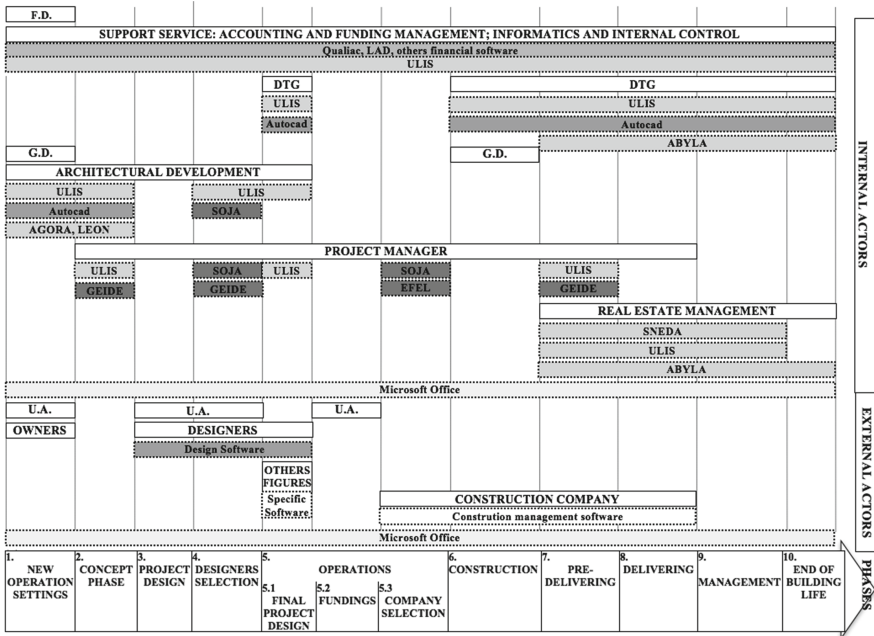 F.D.
SUPPORT SERVICE: ACCOUNTING AND FUNDING MANAGEMENT; INFORMATICS AND INTERNAL CONTROL
Qualiac, LAD, others financial software
ULIS
DTG
DTG
ULIS
ULIS
Autocad
Autocad
ABYLA
G.D.
G.D.
ARCHITECTURAL DEVELOPMENT
ULIS
ULIS
Autocad
SOJA
AGORA, LEON
PROJECT MANAGER
ULIS
SOJA
ULIS
SOJA
ULIS
GEIDE
GEIDE
EFEL
GEIDE
REAL ESTATE MANAGEMENT
SNEDA
ULIS
ABYLA
Microsoft Office
INTERNAL ACTORS
U.A.
U.A.
U.A.
OWNERS
DESIGNERS
Design Software
OTHERS
FIGURES
Specific
Software
CONSTRUCTION COMPANY
Constrution management software
Microsoft Office
EXTERNAL ACTORS
1.
NEW
OPERATION
SETTINGS
2.
CONCEPT
PHASE
3.
PROJECT
DESIGN
4.
DESIGNERS
SELECTION
5.
OPERATIONS
5.1
FINAL
PROJECT
DESIGN
5.2
FUNDINGS
5.3
COMPANY
SELECTION
6.
CONSTRUCTION
7.
PRE-
DELIVERING
8.
DELIVERING
9.
MANAGEMENT
10.
END OF
BUILDING
LIFE
PHASES